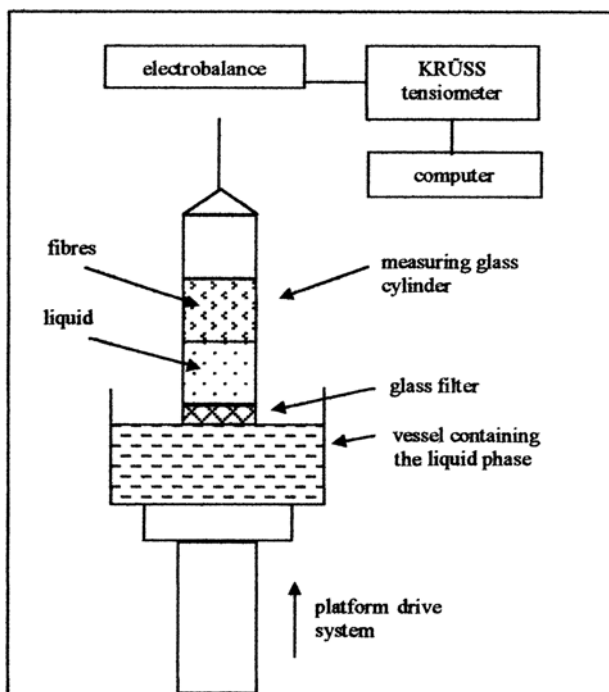 electrobalance
KRÜSS
tensiometer
computer
fibres
measuring glass
cylinder
liquid
glass filter
vessel containing
the liquid phase
platform drive
system